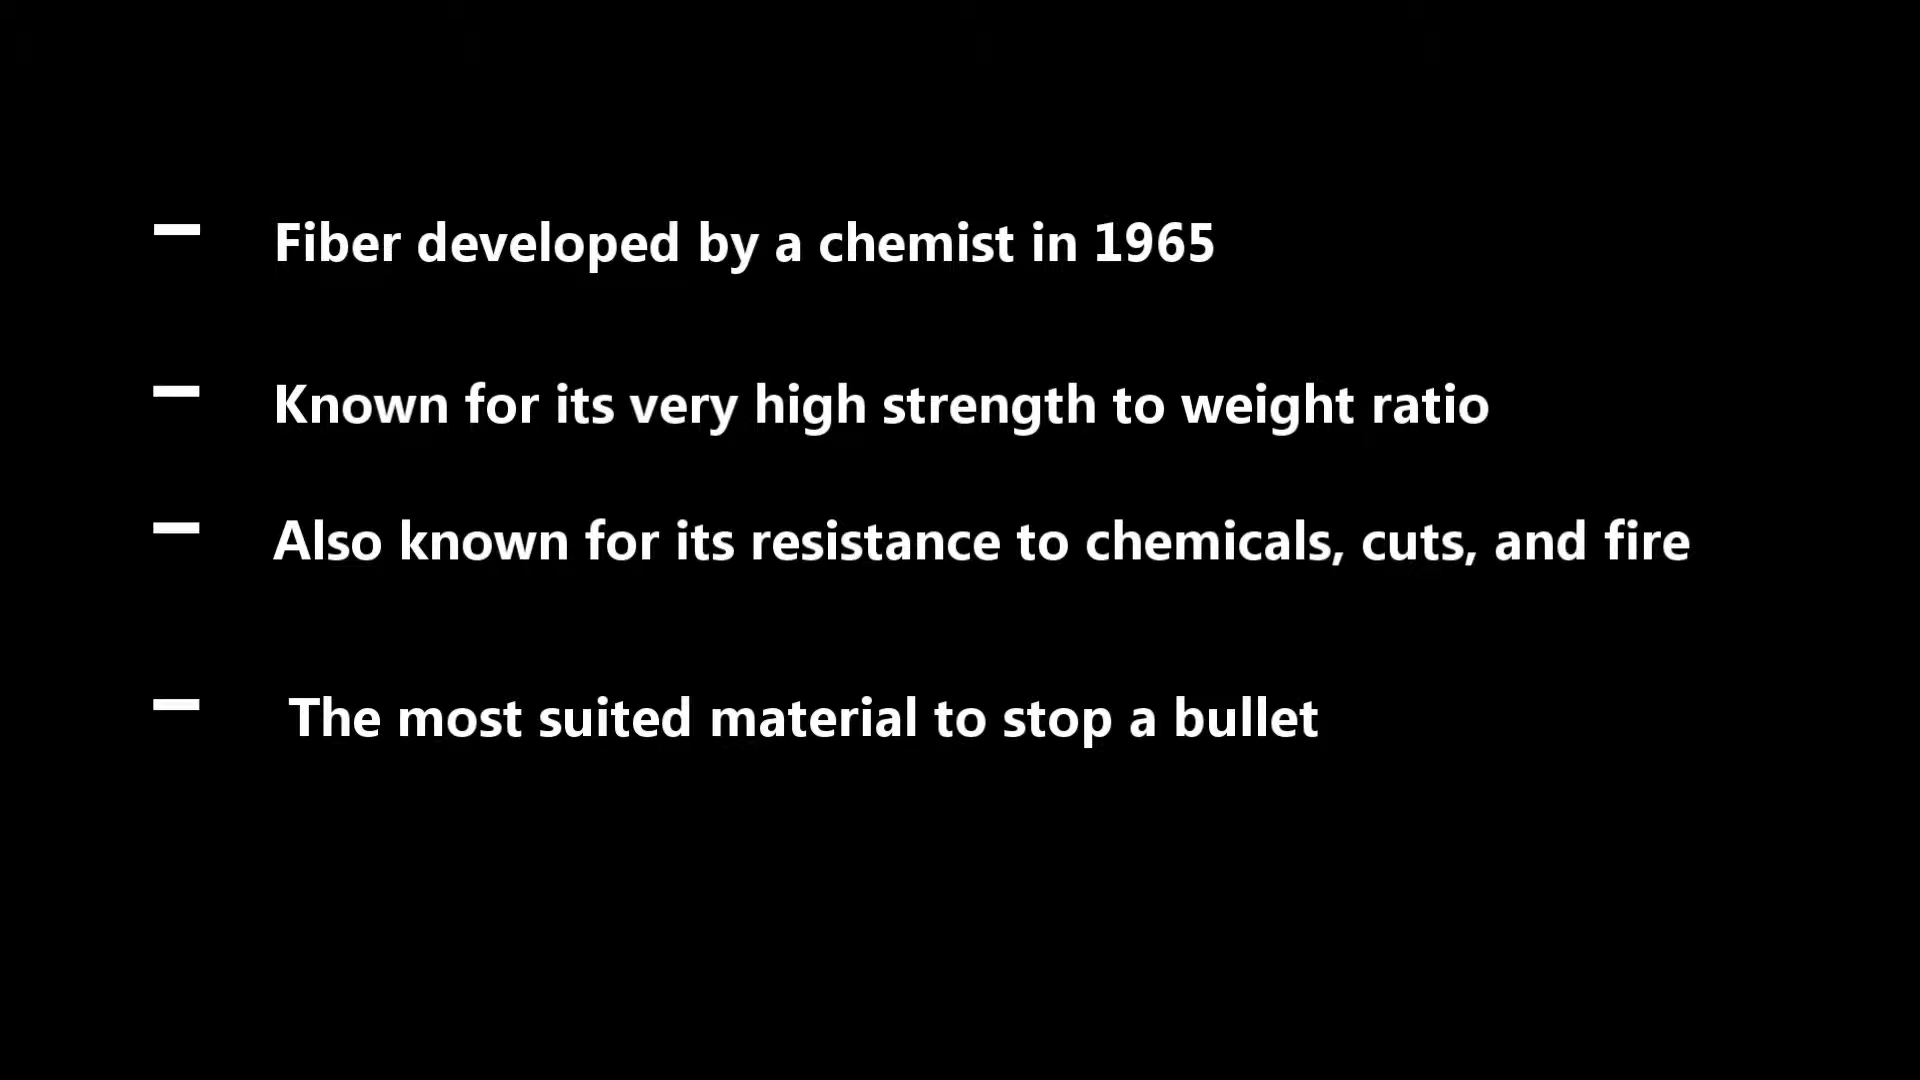 - Fiber developed by a chemist in 1965
- Known for its very high strength to weight ratio
- Also known for its resistance to chemicals, cuts, and fire
- The most suited material to stop a bullet